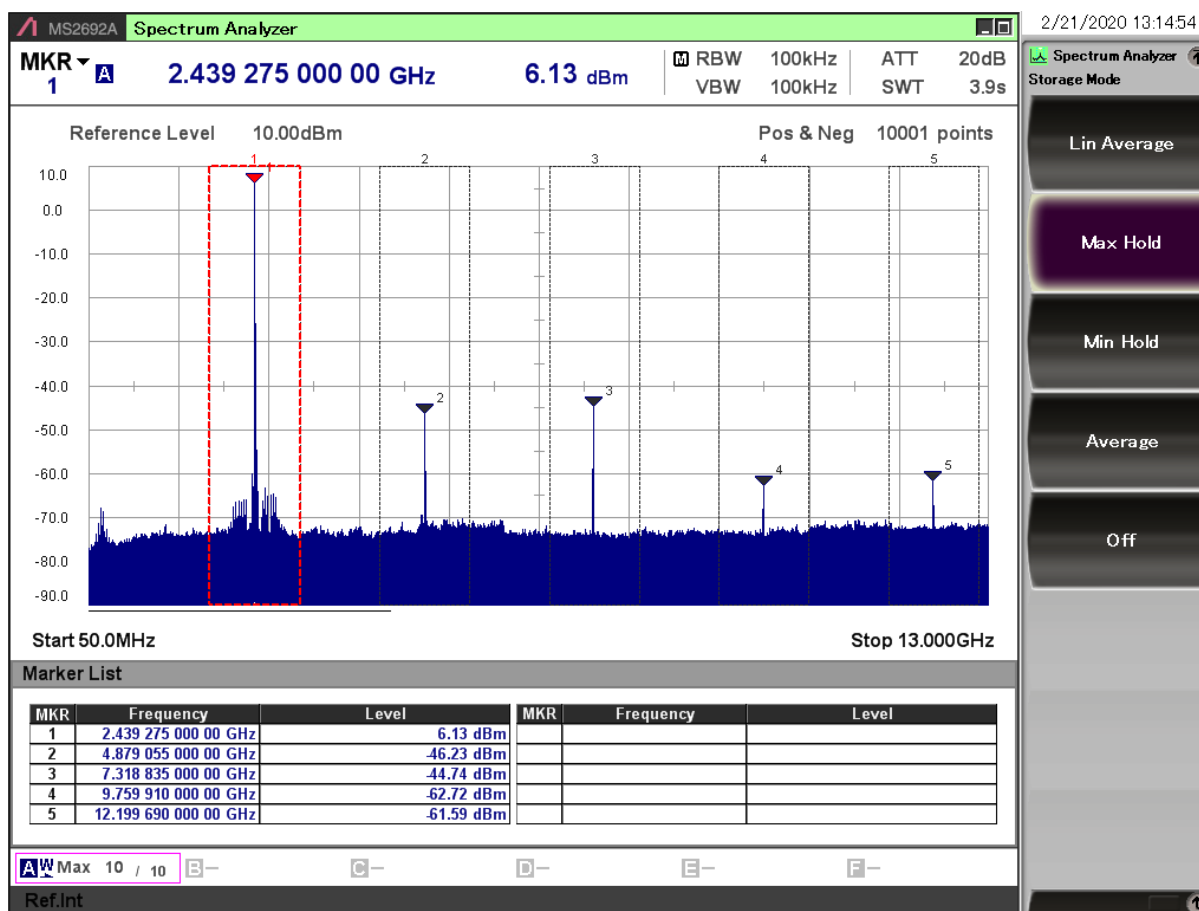 MS2692A Spectrum Analyzer
2/21/2020 13:14:54
MKR 1 A 2.439 275 000 00 GHz 6.13 dBm
M RBW 100kHz ATT 20dB
VBW 100kHz SWT 3.9s
Reference Level 10.00dBm Pos & Neg 10001 points
1 2 3 4 5
10.0
0.0
-10.0
-20.0
-30.0
-40.0
-50.0
-60.0
-70.0
-80.0
-90.0
2
3
4
5
Start 50.0MHz Stop 13.000GHz
Marker List
MKR Frequency Level MKR Frequency Level
1 2.439 275 000 00 GHz 6.13 dBm
2 4.879 055 000 00 GHz -46.23 dBm
3 7.318 835 000 00 GHz -44.74 dBm
4 9.759 910 000 00 GHz -62.72 dBm
5 12.199 690 000 00 GHz -61.59 dBm
A W Max 10 / 10 B- C- D- E- F-
Ref.Int
Spectrum Analyzer
Storage Mode
Lin Average
Max Hold
Min Hold
Average
Off